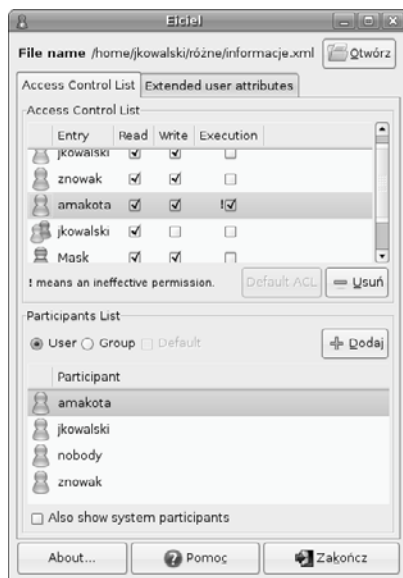 Eiciel
File name /home/jkowalski/różne/informacje.xml Otwórz
Access Control List Extended user attributes
Access Control List
Entry Read Write Execution
jkowalski
znowak
amakota !
jkowalski
Mask
! means an ineffective permission. Default ACL Usuń
Participants List
User Group Default Dodaj
Participant
amakota
jkowalski
nobody
znowak
Also show system participants
About... Pomoc Zakończ